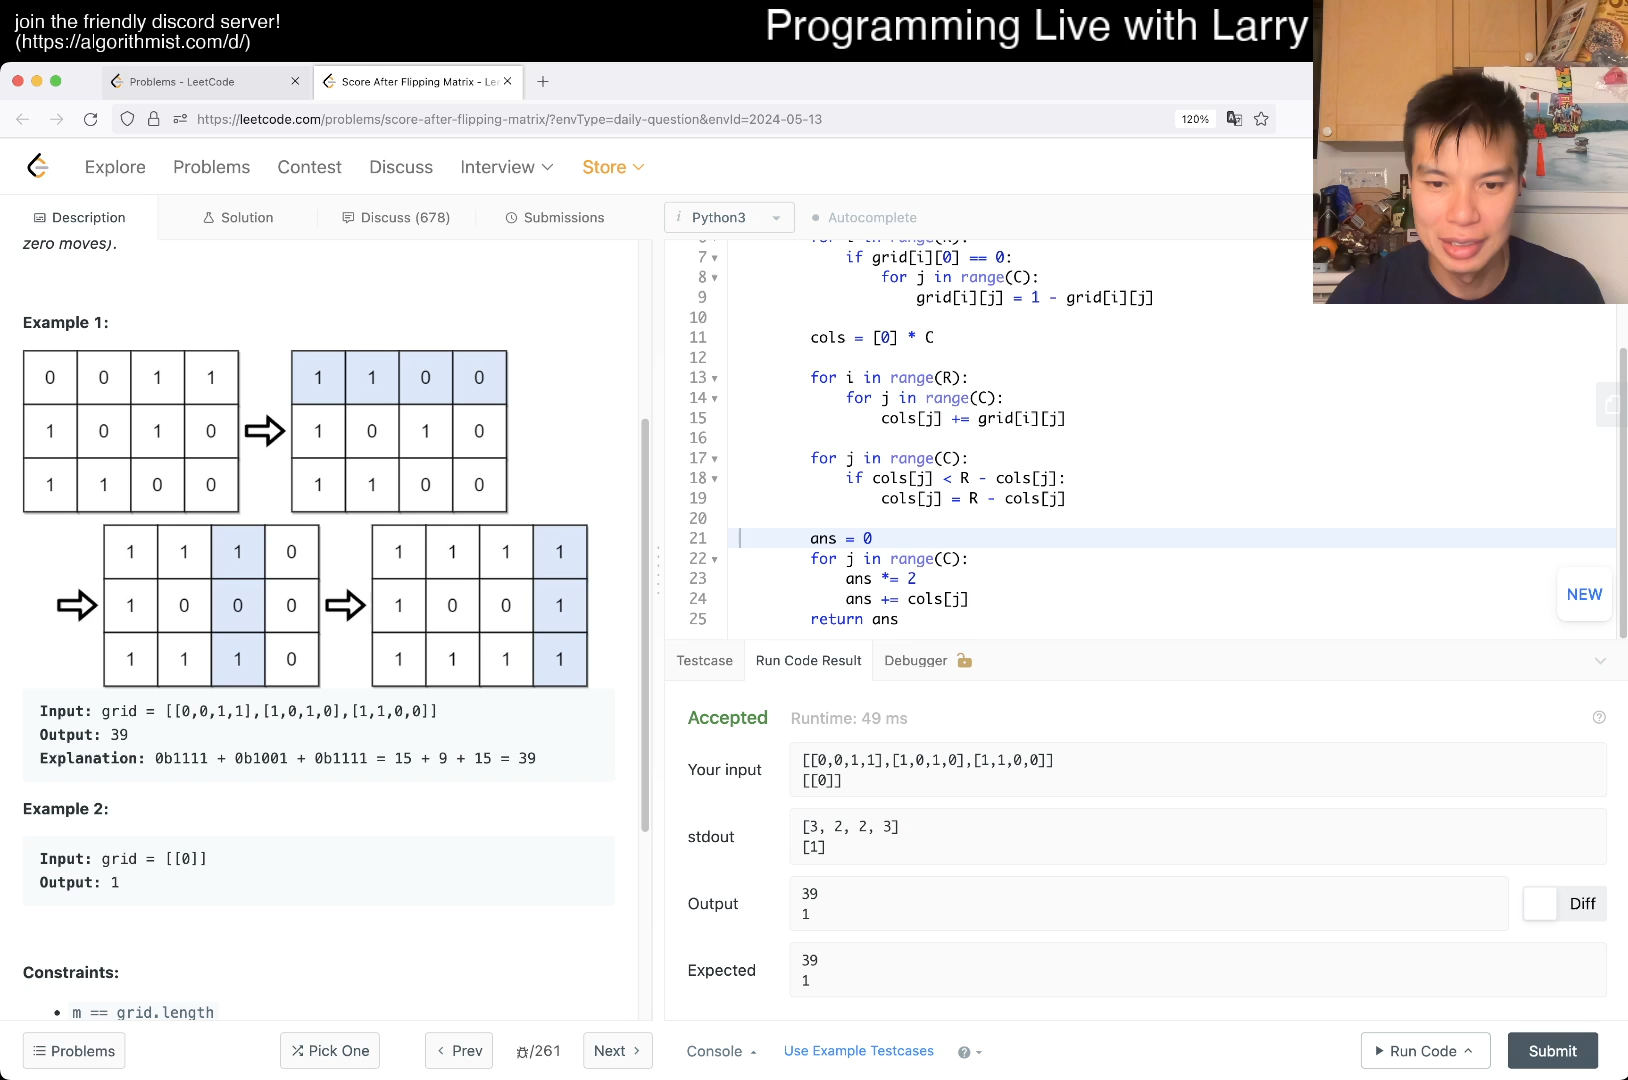 join the friendly discord server!
(https://algorithmist.com/d/)
Programming Live with Larry
Problems - LeetCode
Score After Flipping Matrix - Le
https://leetcode.com/problems/score-after-flipping-matrix/?envType=daily-question&envId=2024-05-13
120%
Explore
Problems
Contest
Discuss
Interview
Store
Description
Solution
Discuss (678)
Submissions
i Python3
Autocomplete
zero moves).
Example 1:
0 0 1 1
1 0 1 0
1 1 0 0
1 1 0 0
1 0 1 0
1 1 0 0
1 1 1 0
1 0 0 0
1 1 1 0
1 1 1 1
1 0 0 1
1 1 1 1
Input: grid = [[0,0,1,1],[1,0,1,0],[1,1,0,0]]
Output: 39
Explanation: 0b1111 + 0b1001 + 0b1111 = 15 + 9 + 15 = 39
Example 2:
Input: grid = [[0]]
Output: 1
Constraints:
• m == grid.length
for i in range(R):
7 if grid[i][0] == 0:
8 for j in range(C):
9 grid[i][j] = 1 - grid[i][j]
10
11 cols = [0] * C
12
13 for i in range(R):
14 for j in range(C):
15 cols[j] += grid[i][j]
16
17 for j in range(C):
18 if cols[j] < R - cols[j]:
19 cols[j] = R - cols[j]
20
21 ans = 0
22 for j in range(C):
23 ans *= 2
24 ans += cols[j]
25 return ans
NEW
Testcase
Run Code Result
Debugger
Accepted
Runtime: 49 ms
Your input
[[0,0,1,1],[1,0,1,0],[1,1,0,0]]
[[0]]
stdout
[3, 2, 2, 3]
[1]
Output
39
1
Diff
Expected
39
1
Problems
Pick One
Prev
/261
Next
Console
Use Example Testcases
Run Code
Submit